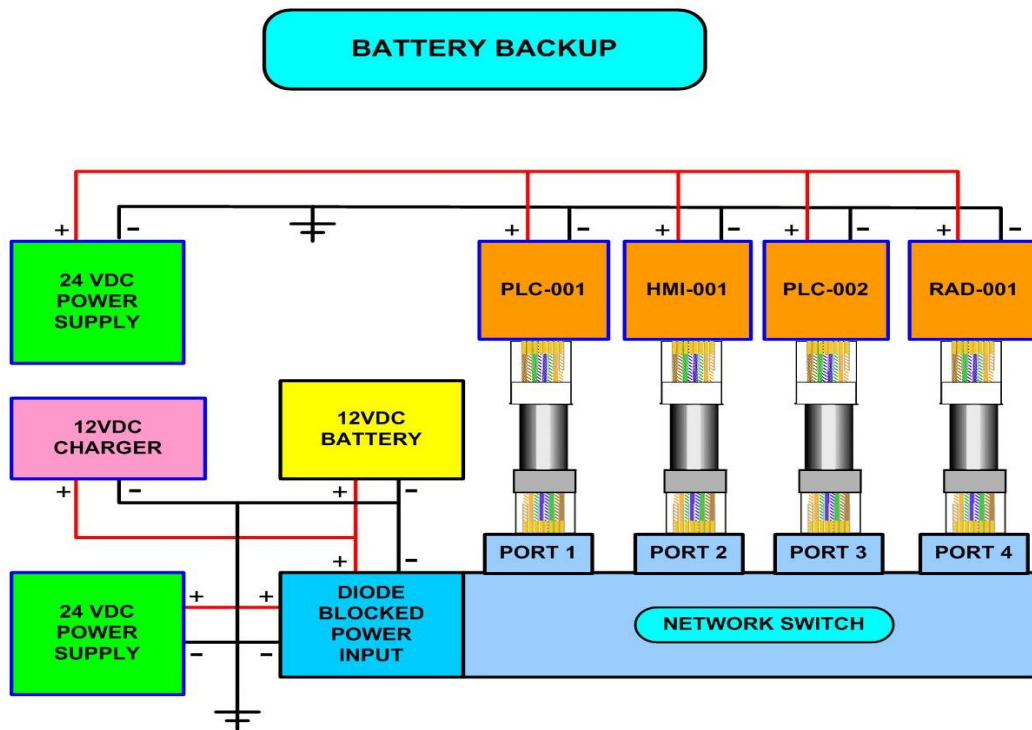 BATTERY BACKUP
+ -
+ -
+ -
+ -
+ -
24 VDC
POWER
SUPPLY
PLC-001
HMI-001
PLC-002
RAD-001
12VDC
CHARGER
12VDC
BATTERY
+ -
+ -
PORT 1
PORT 2
PORT 3
PORT 4
+ -
24 VDC
POWER
SUPPLY
+ +
- -
DIODE
BLOCKED
POWER
INPUT
NETWORK SWITCH